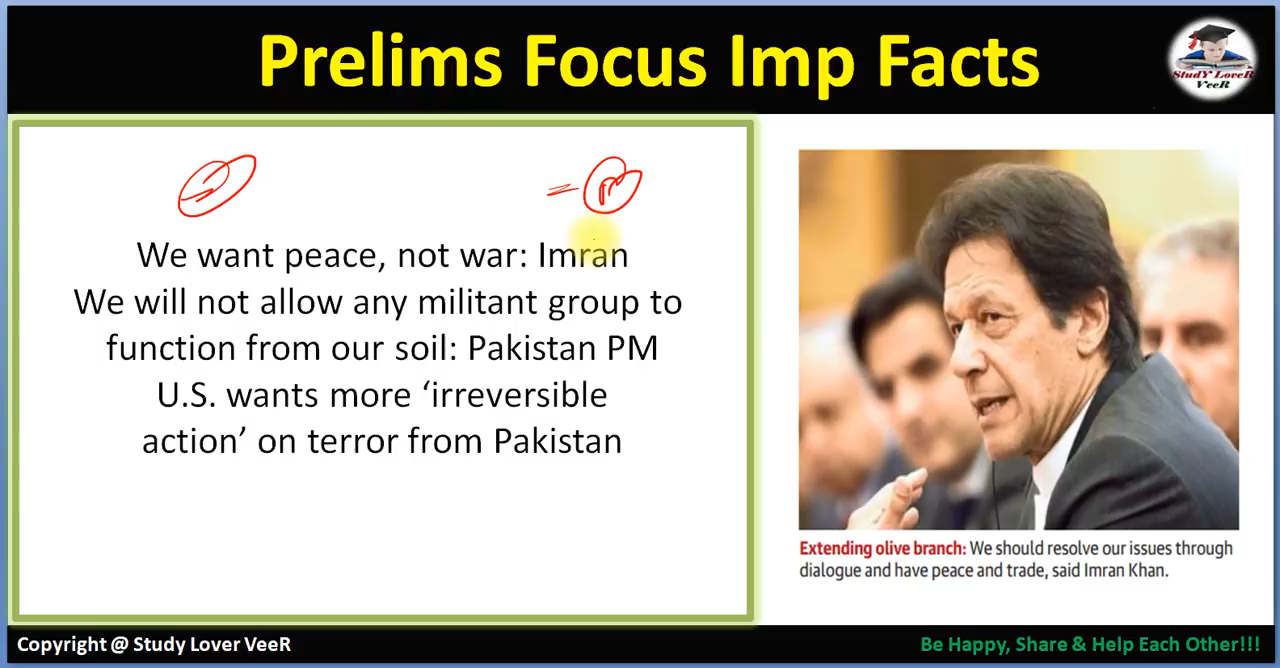 Prelims Focus Imp Facts
StudY LoveR
VeeR
We want peace, not war: Imran
We will not allow any militant group to
function from our soil: Pakistan PM
U.S. wants more ‘irreversible
action’ on terror from Pakistan
Extending olive branch: We should resolve our issues through
dialogue and have peace and trade, said Imran Khan.
Copyright @ Study Lover VeeR
Be Happy, Share & Help Each Other!!!